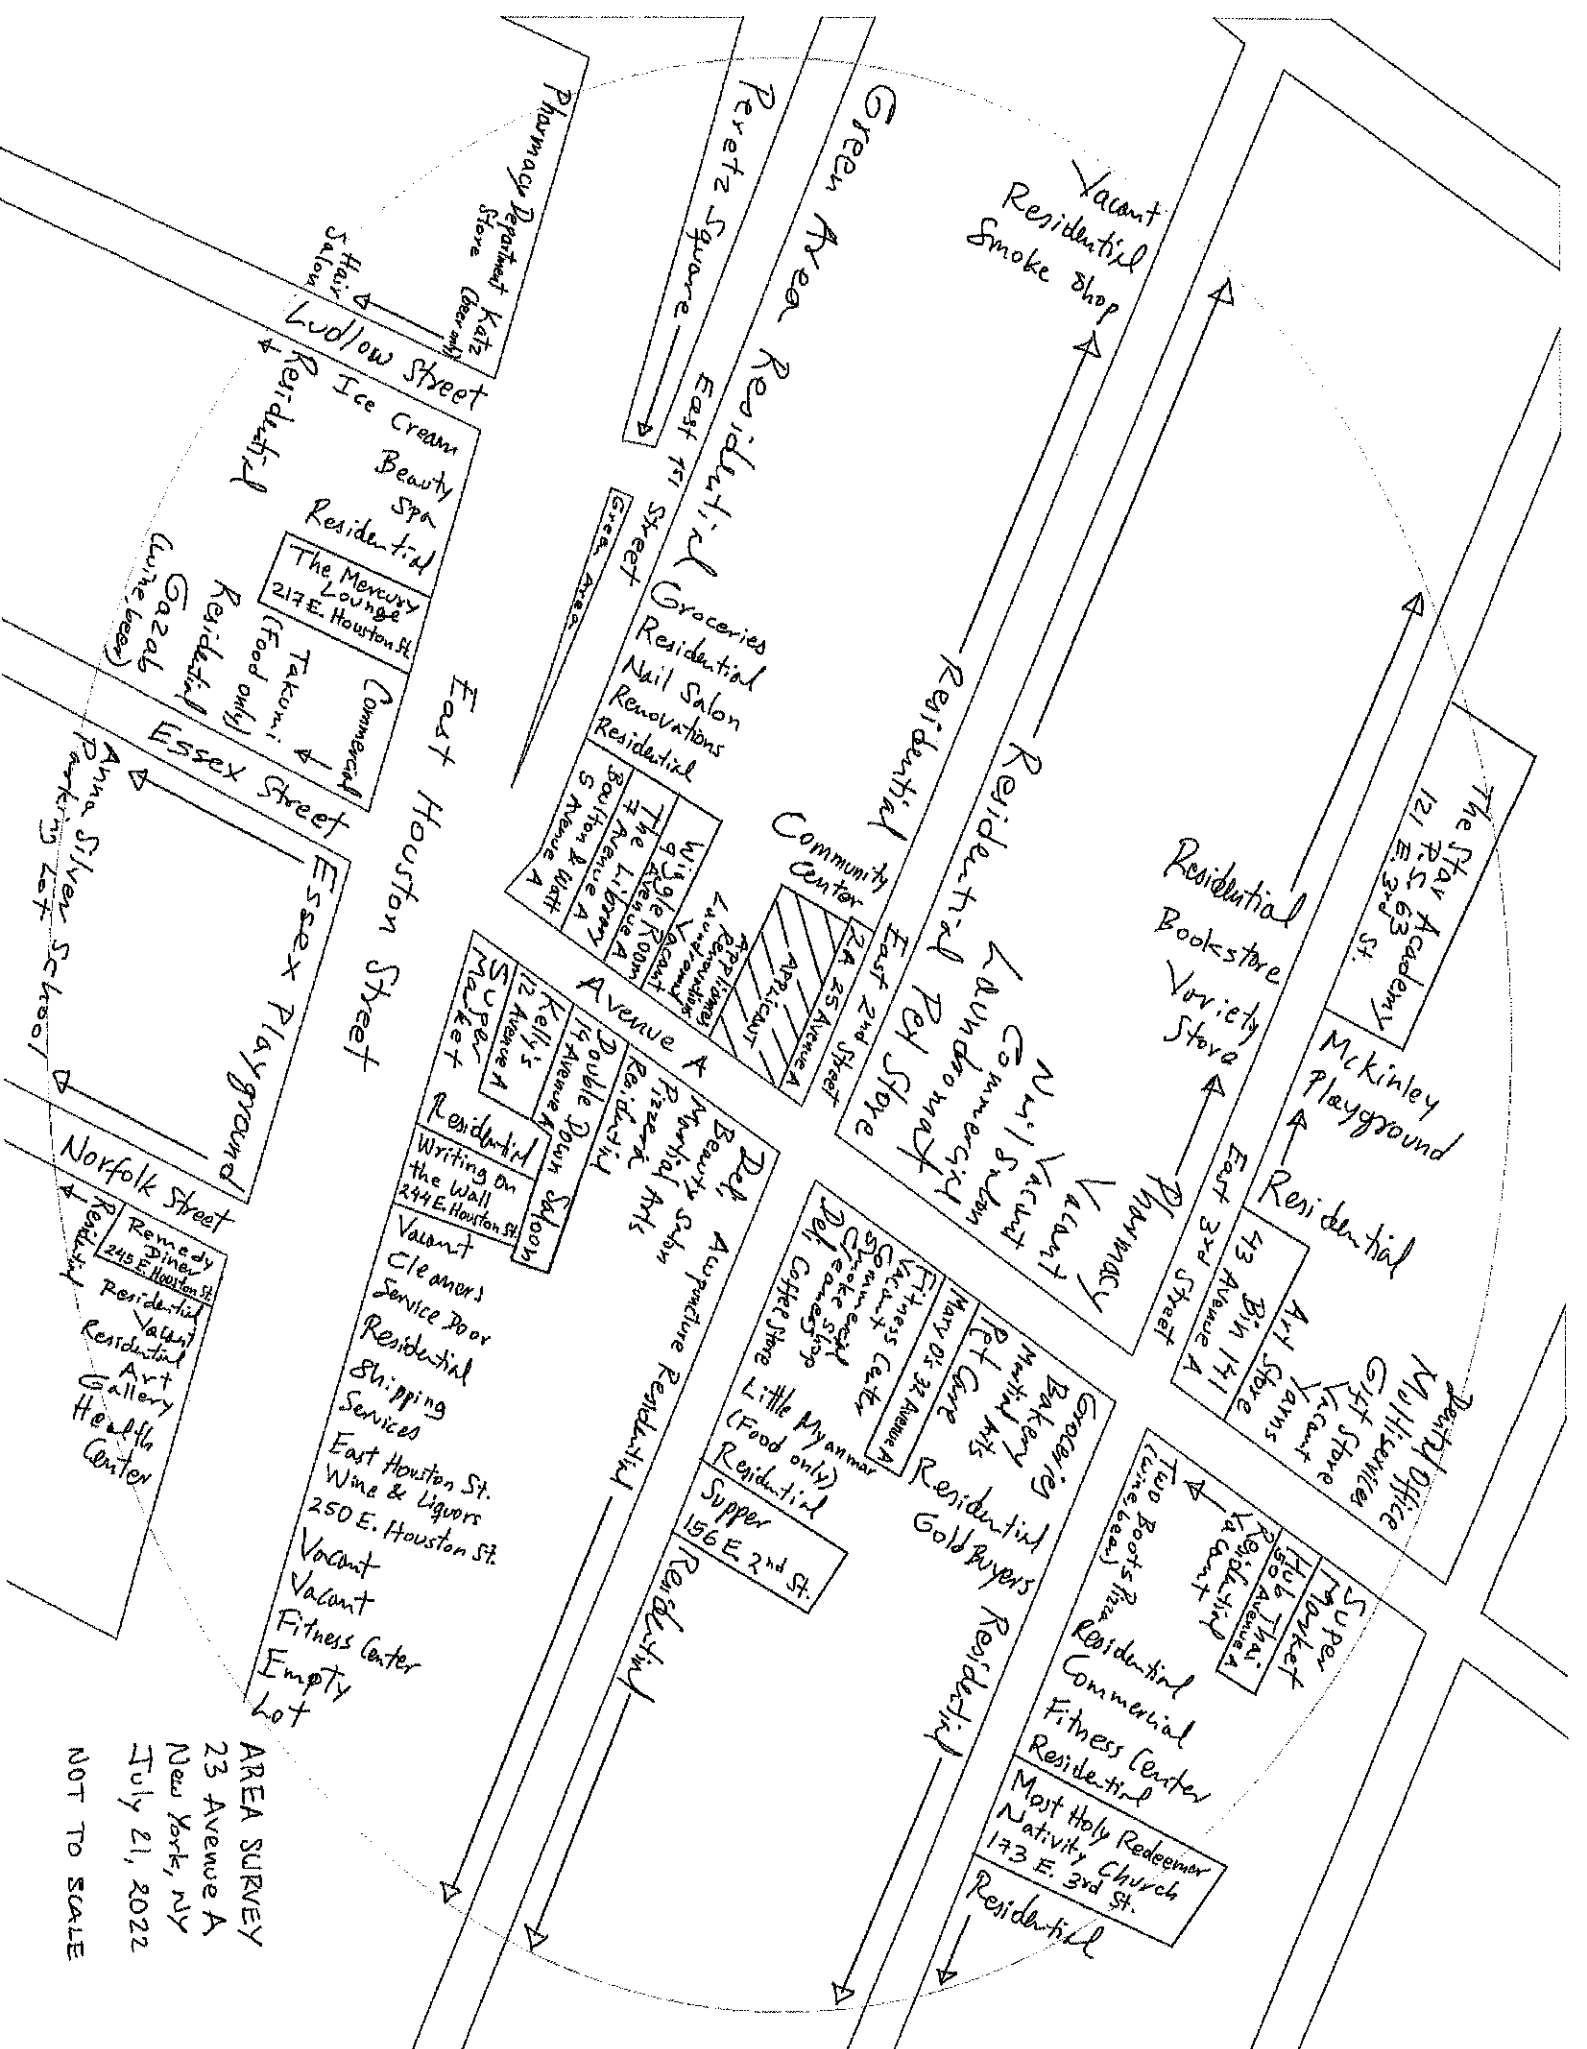 Vacant
Residential
Smoke Shop
Green Area
Residential
Groceries
Residential
Nail Salon
Renovations
Residential
Peretz Square
East 1st Street
Green Area
Pharmacy
Department
Store
Katz
(beer only)
Hair
Salon
Ludlow Street
Residential
Ice Cream
Beauty
Spa
Residential
The Mercury
Lounge
217 E. Houston St.
Commercial
Takumi
(Food only)
Residential
Gazab
(wine, beer)
Essex Street
East Houston Street
Essex Playground
Anna Silver School
Parking Lot
Norfolk Street
Remedy
Diner
245 E. Houston St.
Residential
Residential
Vacant
Residential
Art
Gallery
Health
Center
Boulton & Watt
5 Avenue A
The Library
7 Avenue A
Wiggle Room
9 Avenue A
Vacant
Laundromat
Renovations
Appliances
APPLICANT
Community
Center
2A 25 Avenue A
Avenue A
Residential
East 2nd Street
Residential
Laundromat
Pet Store
Commercial
Nail Salon
Vacant
Vacant
Pharmacy
Residential
Bookstore
Variety
Store
East 3rd Street
The Star Academy
P.S. 63
121 E. 3rd St.
McKinley
Playground
Residential
Bin 141
43 Avenue A
Art Store
Yarns
Vacant
Gift Store
Multiservices
Dental Office
Super
Market
Kelly's
12 Avenue A
Double Down Saloon
14 Avenue A
Residential
Pizzeria
Martial Arts
Beauty Salon
Deli
Acupuncture
Residential
Residential
Writing on
the Wall
244 E. Houston St.
Vacant
Cleaners
Service Door
Residential
Shipping
Services
East Houston St.
Wine & Liquors
250 E. Houston St.
Vacant
Vacant
Fitness Center
Empty
Lot
Deli
Coffee Store
Smoke Shop
Commercial
Vacant
Fitness Center
Mary O's 32 Avenue A
Pet Care
Martial Arts
Bakery
Groceries
Little Myanmar
(Food only)
Residential
Supper
156 E. 2nd St.
Residential
Residential
Gold Buyers
Residential
Two Boots Pizza
(wine, beer)
Vacant
Residential
Hub Thai
50 Avenue A
Super
Market
Residential
Commercial
Fitness Center
Residential
Most Holy Redeemer
Nativity Church
173 E. 3rd St.
Residential
AREA SURVEY
23 Avenue A
New York, NY
July 21, 2022
NOT TO SCALE